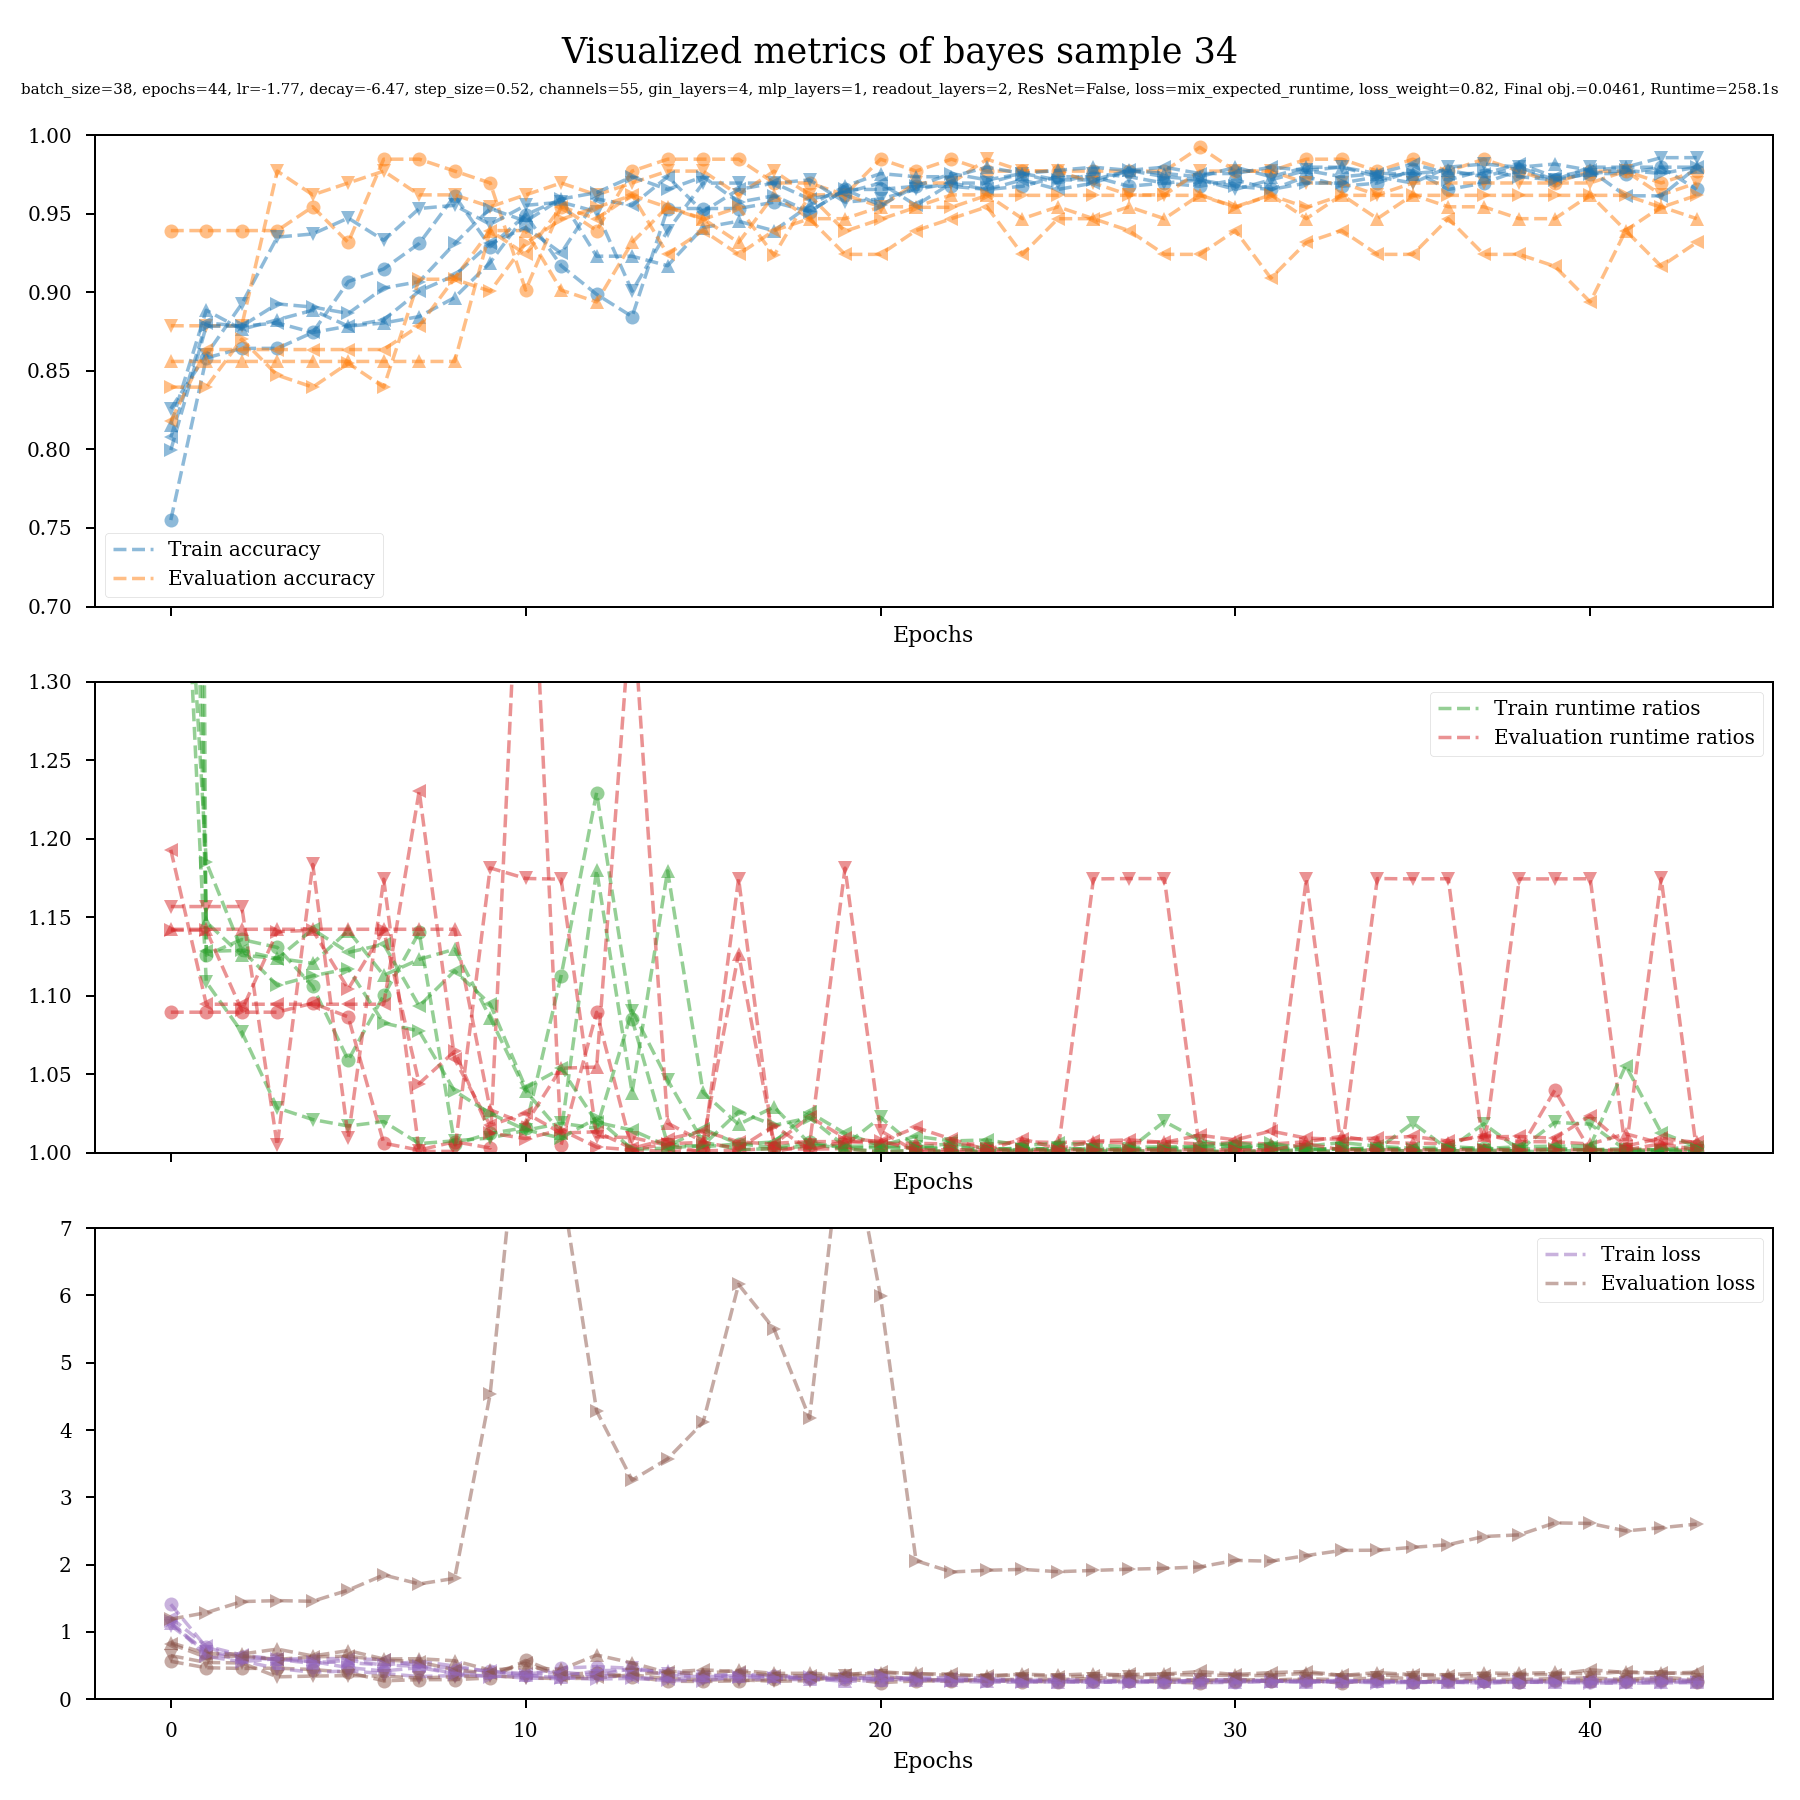 Visualized metrics of bayes sample 34
batch_size=38, epochs=44, lr=-1.77, decay=-6.47, step_size=0.52, channels=55, gin_layers=4, mlp_layers=1, readout_layers=2, ResNet=False, loss=mix_expected_runtime, loss_weight=0.82, Final obj.=0.0461, Runtime=258.1s
1.00
0.95
0.90
0.85
0.80
0.75
0.70
Train accuracy
Evaluation accuracy
Epochs
1.30
1.25
1.20
1.15
1.10
1.05
1.00
Train runtime ratios
Evaluation runtime ratios
Epochs
7
6
5
4
3
2
1
0
Train loss
Evaluation loss
0 10 20 30 40
Epochs